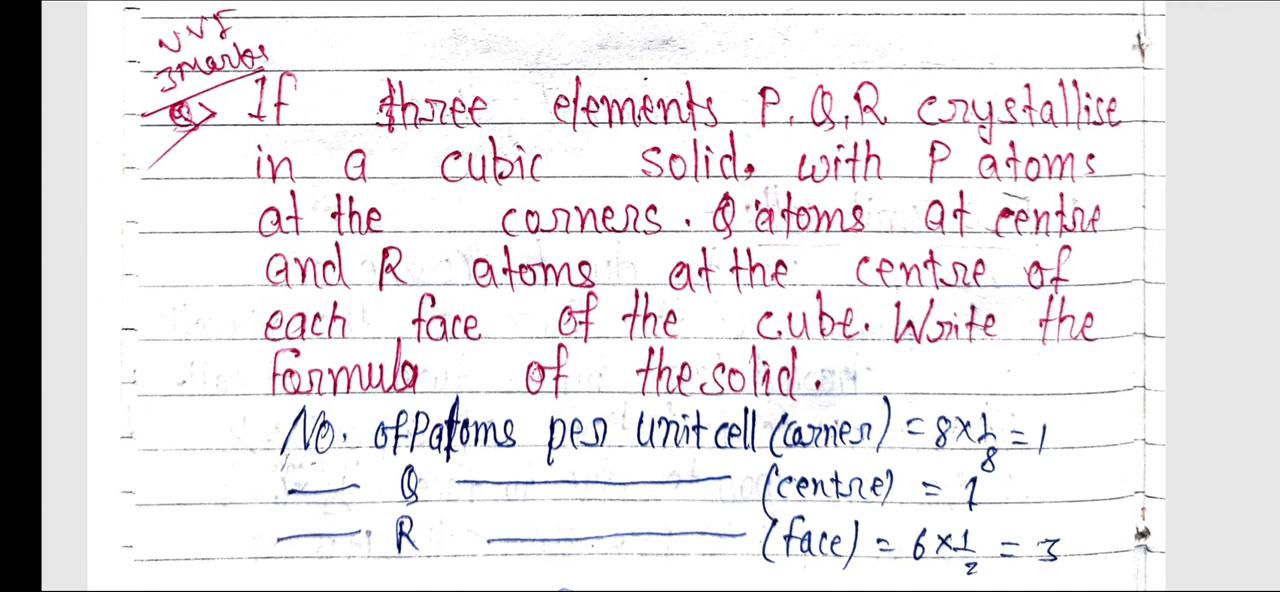 VVI
3 marks
Q> If three elements P, Q, R crystallise
in a cubic solid, with P atoms
at the corners. Q atoms at centre
and R atoms at the centre of
each face of the cube. Write the
formula of the solid.
No. of P atoms per unit cell (corner) = 8 × 1/8 = 1
—— Q —————— (centre) = 1
——. R —————— (face) = 6 × 1/2 = 3